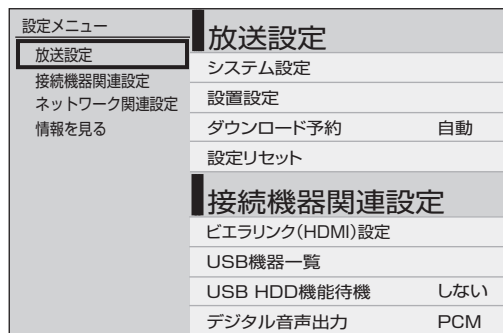 設定メニュー
放送設定
接続機器関連設定
ネットワーク関連設定
情報を見る
放送設定
システム設定
設置設定
ダウンロード予約 自動
設定リセット
接続機器関連設定
ビエラリンク(HDMI)設定
USB機器一覧
USB HDD機能待機 しない
デジタル音声出力 PCM